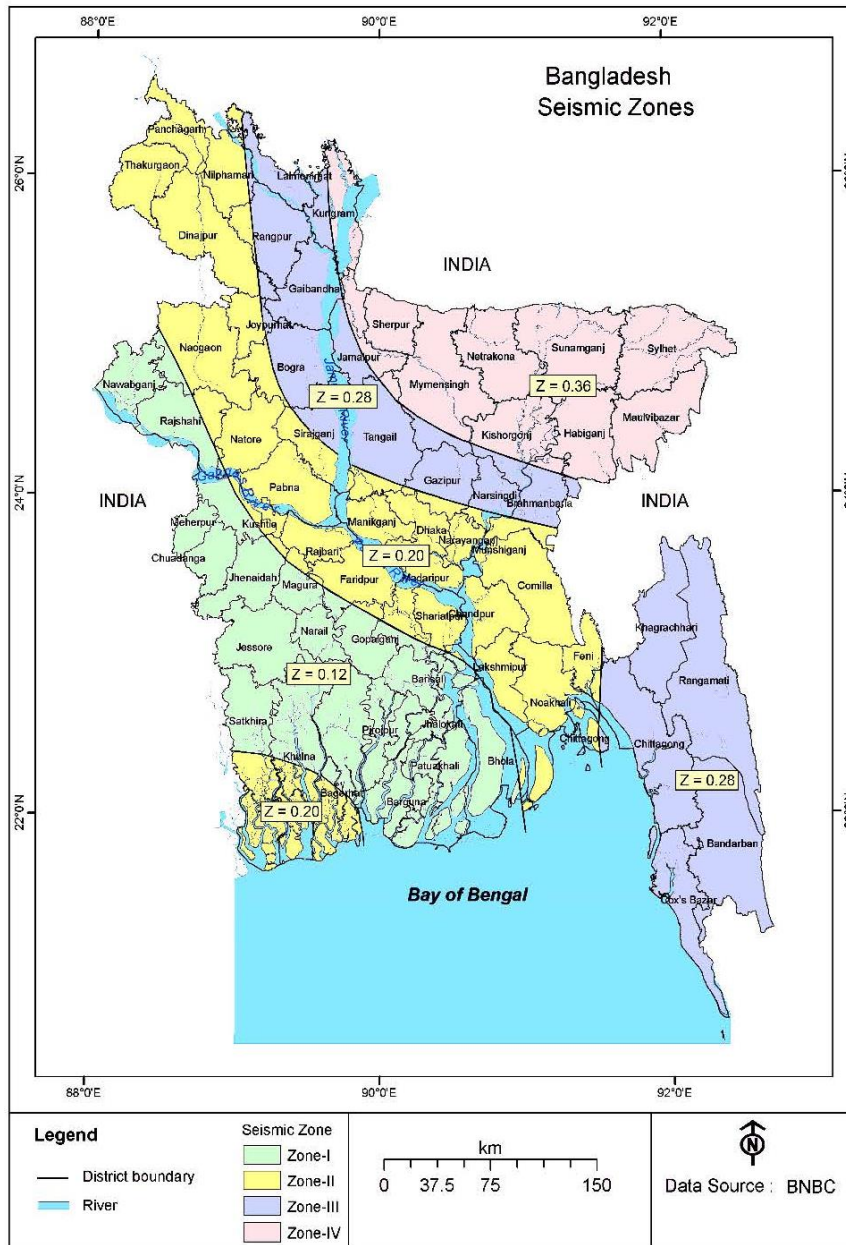 88°0'E 90°0'E 92°0'E
Bangladesh
Seismic Zones
26°0'N
24°0'N
22°0'N
Panchagarh
Thakurgaon
Nilphamari
Dinajpur
Rangpur
Kurigram
Gaibandha
INDIA
Joypurhat
Naogaon
Bogra
Jamalpur
Sherpur
Netrakona
Sunamganj
Sylhet
Mymensingh
Nawabganj
Rajshahi
Z = 0.28
Z = 0.36
Maulvibazar
Natore
Sirajganj
Tangail
Kishorgonj
Habiganj
Gazipur
INDIA
Pabna
Narsingdi
Brahmanbaria
INDIA
Meherpur
Kushtia
Manikganj
Dhaka
Narayanganj
Munshiganj
Chuadanga
Rajbari
Z = 0.20
Jhenaidah
Magura
Faridpur
Madaripur
Comilla
Shariatpur
Chandpur
Khagrachhari
Narail
Gopalganj
Jessore
Lakshmipur
Feni
Rangamati
Z = 0.12
Barisal
Noakhali
Satkhira
Jhalokati
Pirojpur
Chittagong
Chittagong
Khulna
Patuakhali
Bhola
Z = 0.28
Bagerhat
Barguna
Z = 0.20
Bandarban
Bay of Bengal
Cox's Bazar
88°0'E 90°0'E 92°0'E
Legend
District boundary
River
Seismic Zone
Zone-I
Zone-II
Zone-III
Zone-IV
km
0 37.5 75 150
N
Data Source : BNBC